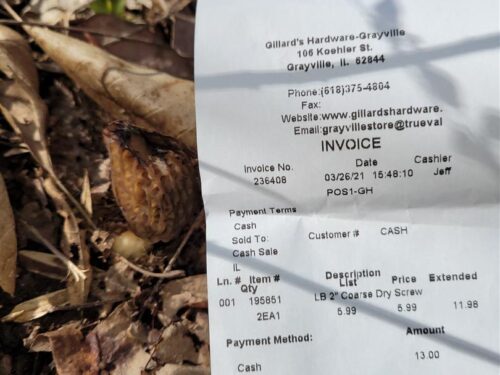 Gillard's Hardware-Grayville
106 Koehler St.
Grayville, IL 62844
Phone:(618)375-4804
Fax:
Website:www.gillardshardware.
Email:grayvillestore@trueval
INVOICE
Invoice No. Date Cashier
236408 03/26/21 15:48:10 Jeff
POS1-GH
Payment Terms
Cash
Sold To: Customer # CASH
Cash Sale
IL
Ln. # Item # Description
Qty List Price Extended
001 195851 LB 2" Coarse Dry Screw
2EA1 5.99 5.99 11.98
Payment Method: Amount
Cash 13.00